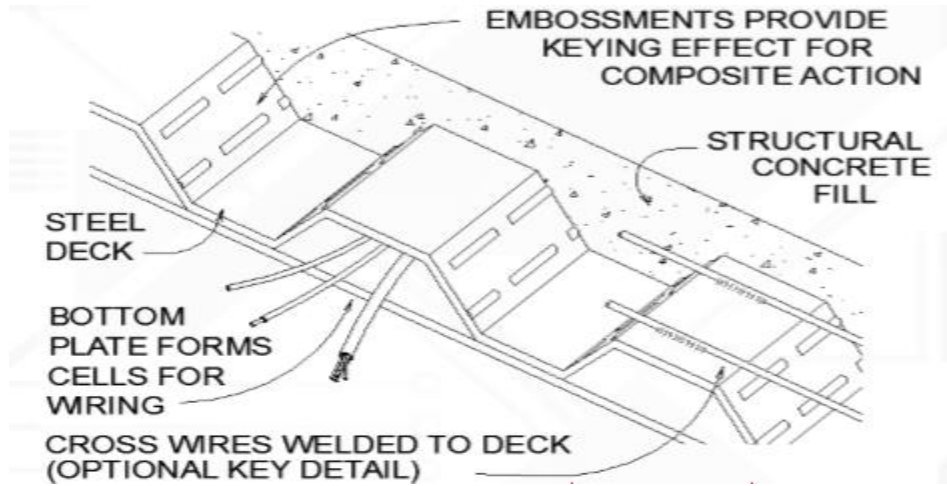 EMBOSSMENTS PROVIDE
KEYING EFFECT FOR
COMPOSITE ACTION
STRUCTURAL
CONCRETE
FILL
STEEL
DECK
BOTTOM
PLATE FORMS
CELLS FOR
WIRING
CROSS WIRES WELDED TO DECK
(OPTIONAL KEY DETAIL)